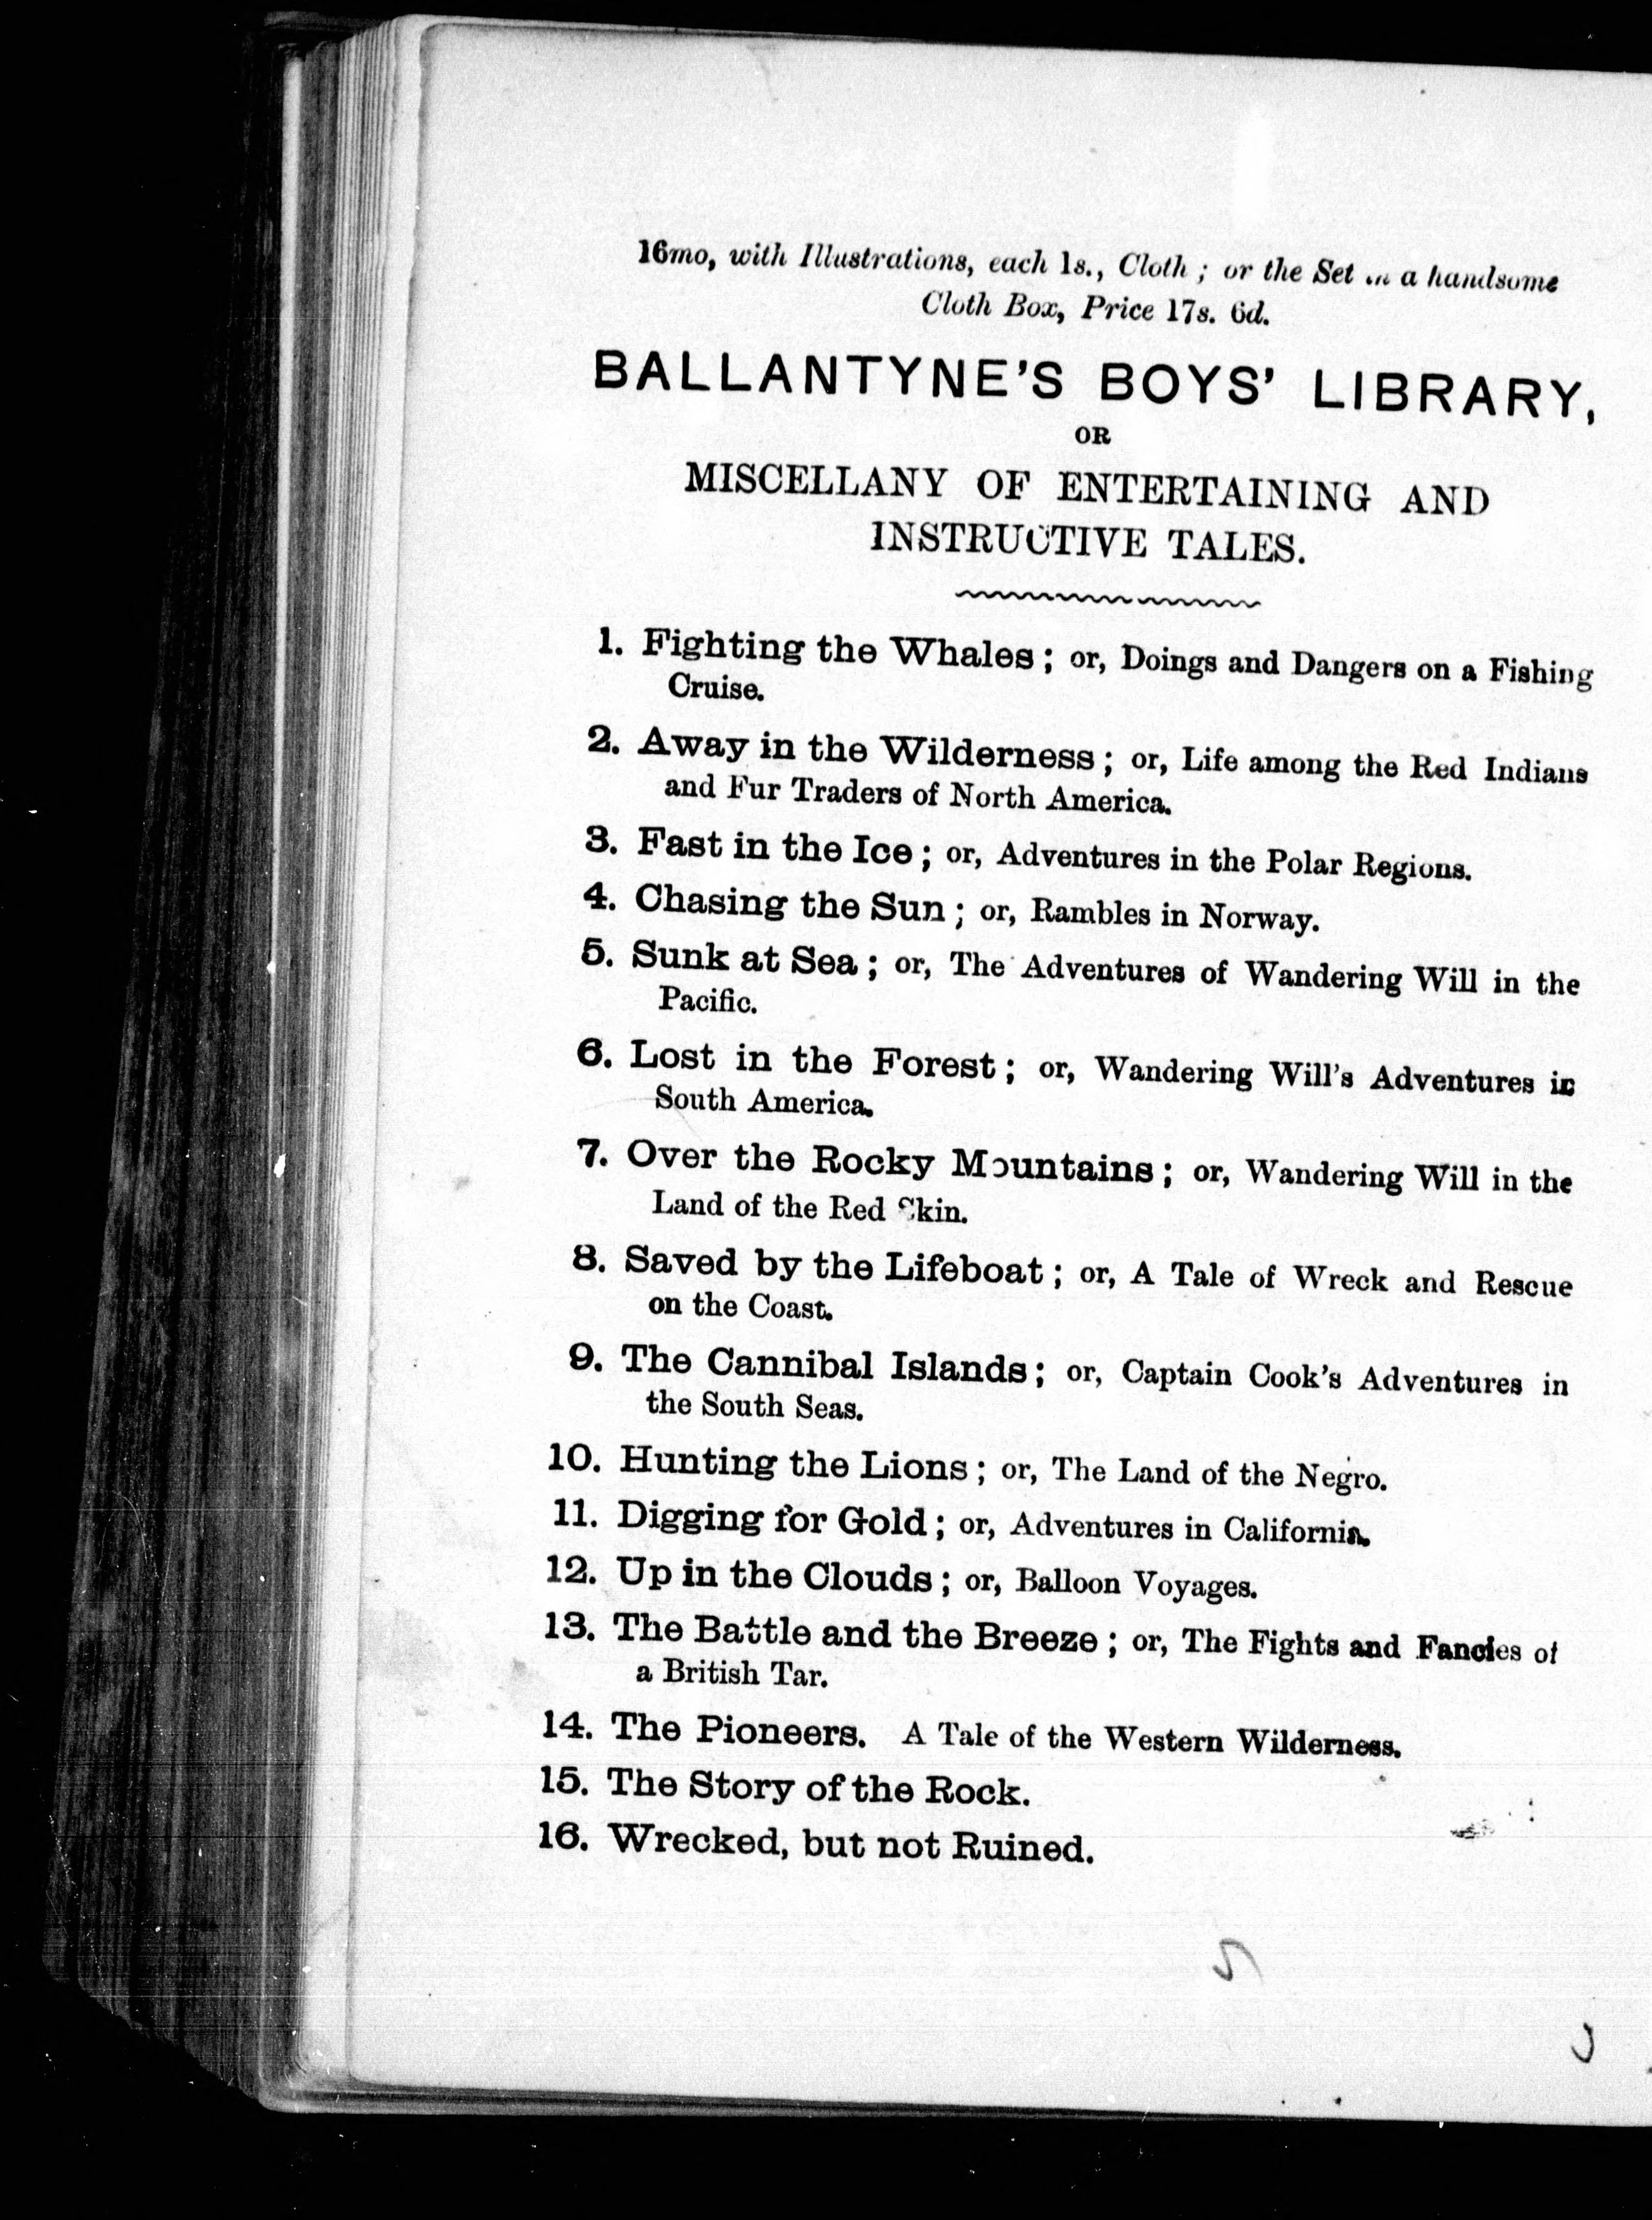 16mo, with Illustrations, each 1s., Cloth ; or the Set in a handsome
Cloth Box, Price 17s. 6d.
BALLANTYNE'S BOYS' LIBRARY,
OR
MISCELLANY OF ENTERTAINING AND
INSTRUCTIVE TALES.
1. Fighting the Whales ; or, Doings and Dangers on a Fishing
Cruise.
2. Away in the Wilderness ; or, Life among the Red Indians
and Fur Traders of North America.
3. Fast in the Ice ; or, Adventures in the Polar Regions.
4. Chasing the Sun ; or, Rambles in Norway.
5. Sunk at Sea ; or, The Adventures of Wandering Will in the
Pacific.
6. Lost in the Forest ; or, Wandering Will's Adventures in
South America.
7. Over the Rocky Mountains ; or, Wandering Will in the
Land of the Red Skin.
8. Saved by the Lifeboat ; or, A Tale of Wreck and Rescue
on the Coast.
9. The Cannibal Islands ; or, Captain Cook's Adventures in
the South Seas.
10. Hunting the Lions ; or, The Land of the Negro.
11. Digging for Gold ; or, Adventures in California.
12. Up in the Clouds ; or, Balloon Voyages.
13. The Battle and the Breeze ; or, The Fights and Fancies of
a British Tar.
14. The Pioneers. A Tale of the Western Wilderness.
15. The Story of the Rock.
16. Wrecked, but not Ruined.